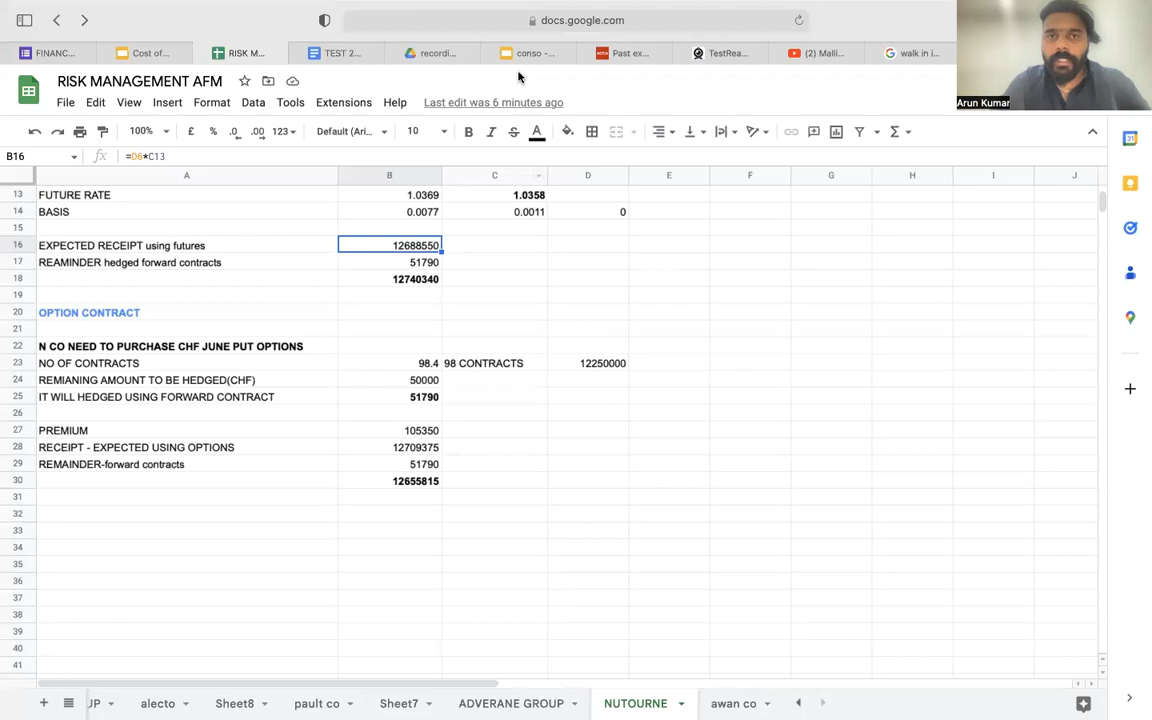 docs.google.com
FINANC...
Cost of...
RISK M...
TEST 2...
recordi...
conso -...
Past ex...
TestRea...
(2) Malli...
walk in i...
RISK MANAGEMENT AFM
File Edit View Insert Format Data Tools Extensions Help Last edit was 6 minutes ago
Arun Kumar
100% £ % .0 .00 123 Default (Ari... 10
B16 fx =D6*C13
A B C D E F G H I J
13 FUTURE RATE 1.0369 1.0358
14 BASIS 0.0077 0.0011 0
15
16 EXPECTED RECEIPT using futures 12688550
17 REAMINDER hedged forward contracts 51790
18 12740340
19
20 OPTION CONTRACT
21
22 N CO NEED TO PURCHASE CHF JUNE PUT OPTIONS
23 NO OF CONTRACTS 98.4 98 CONTRACTS 12250000
24 REMIANING AMOUNT TO BE HEDGED(CHF) 50000
25 IT WILL HEDGED USING FORWARD CONTRACT 51790
26
27 PREMIUM 105350
28 RECEIPT - EXPECTED USING OPTIONS 12709375
29 REMAINDER-forward contracts 51790
30 12655815
31
32
33
34
35
36
37
38
39
40
41
UP alecto Sheet8 pault co Sheet7 ADVERANE GROUP NUTOURNE awan co